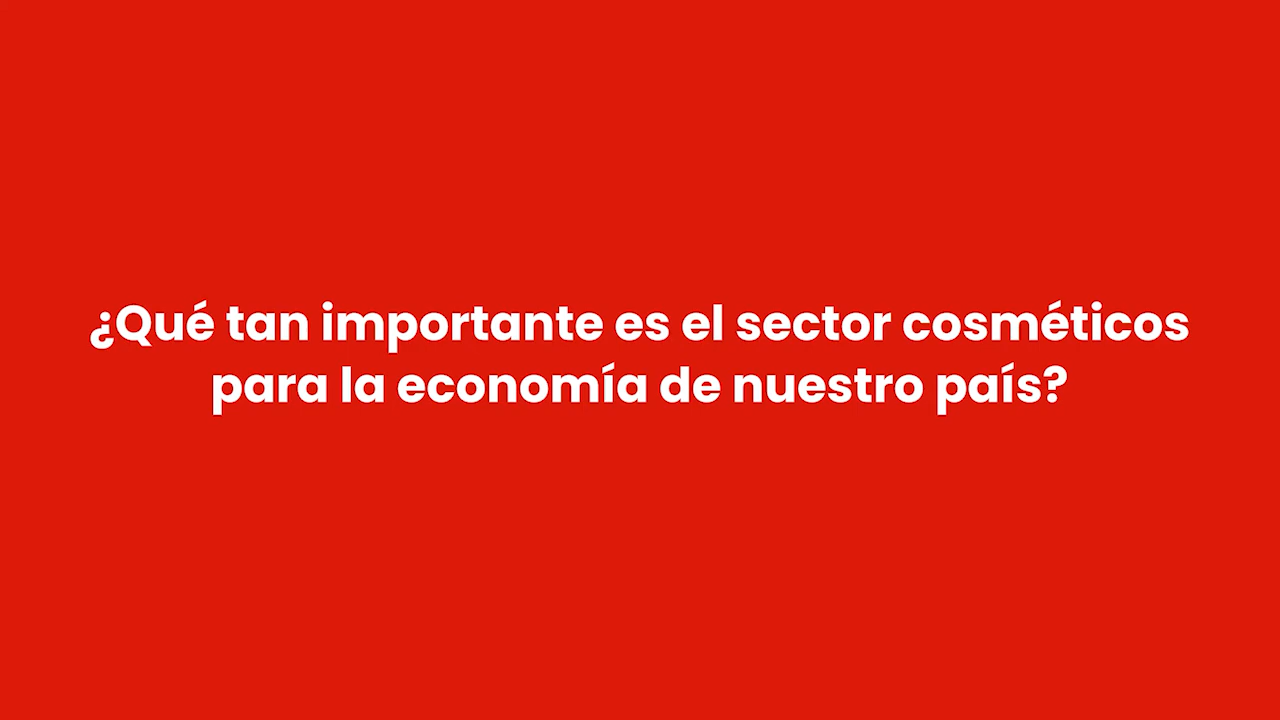 ¿Qué tan importante es el sector cosméticos
para la economía de nuestro país?